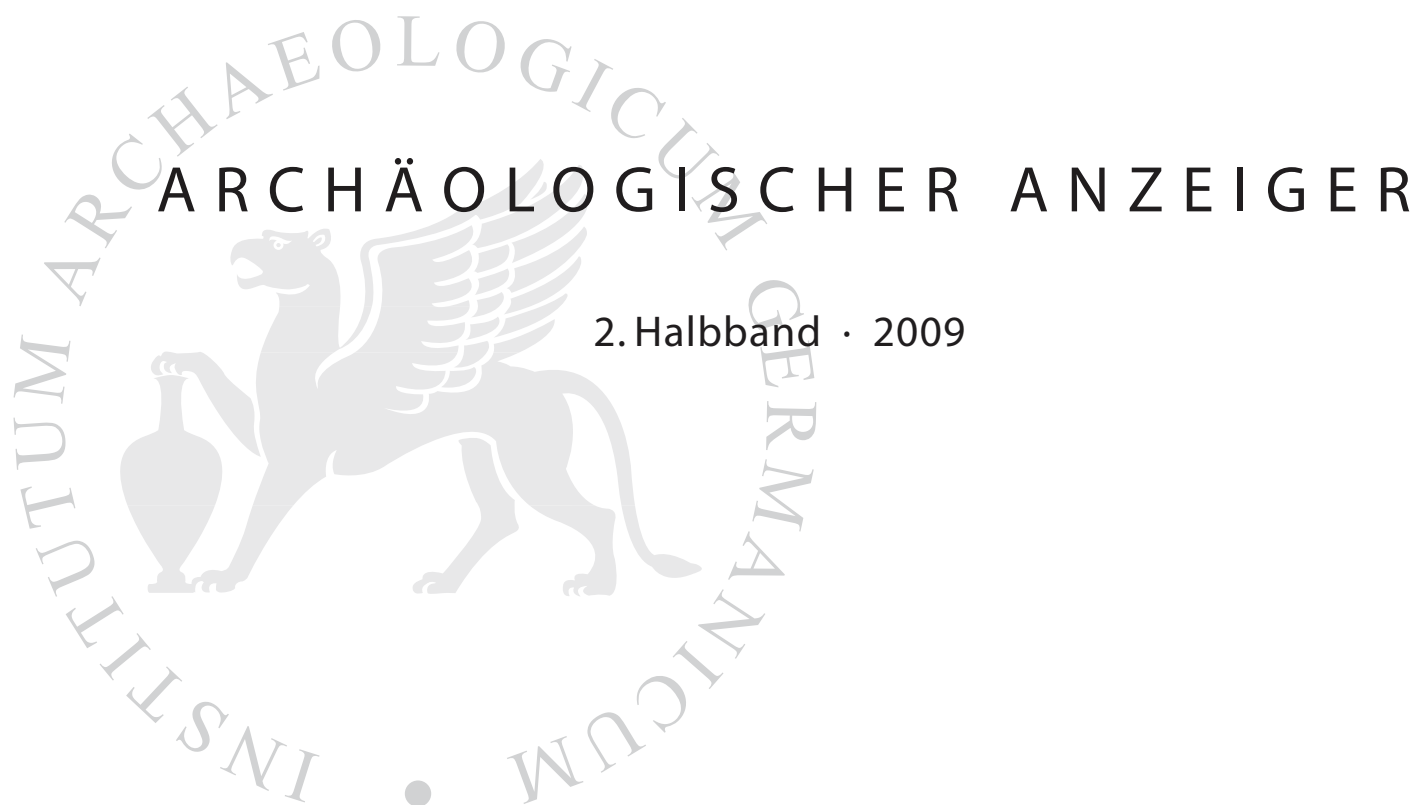 INSTITUTUM ARCHAEOLOGICUM GERMANICUM •
ARCHÄOLOGISCHER ANZEIGER
2. Halbband · 2009